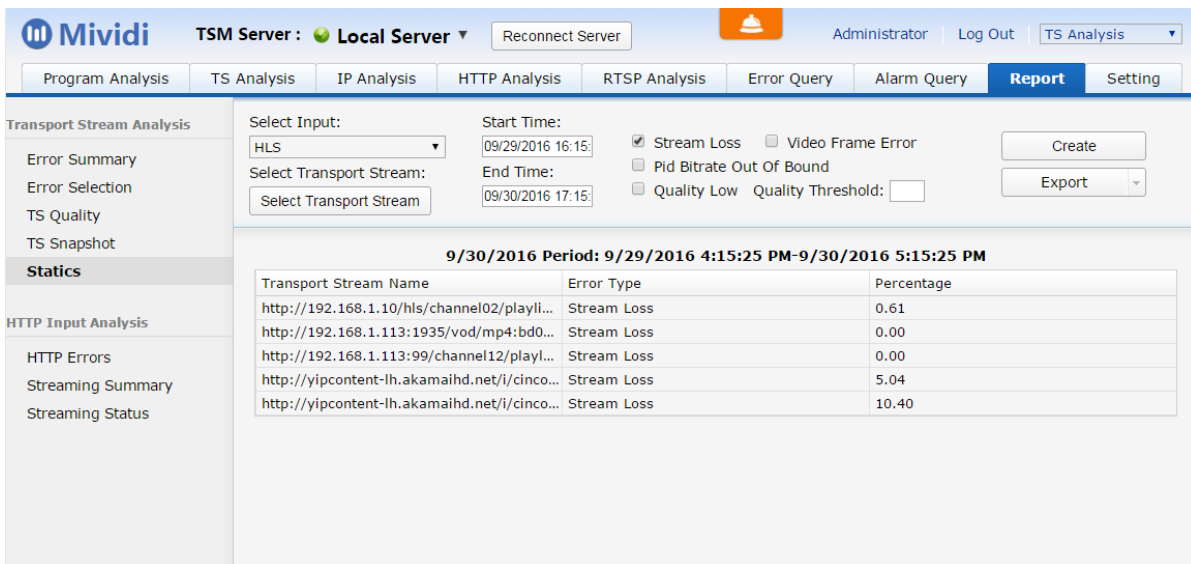 Mividi
TSM Server : Local Server ▼ Reconnect Server Administrator Log Out TS Analysis
Program Analysis TS Analysis IP Analysis HTTP Analysis RTSP Analysis Error Query Alarm Query Report Setting
Transport Stream Analysis
Error Summary
Error Selection
TS Quality
TS Snapshot
Statics
HTTP Input Analysis
HTTP Errors
Streaming Summary
Streaming Status
Select Input:
HLS
Select Transport Stream:
Select Transport Stream
Start Time:
09/29/2016 16:15:
End Time:
09/30/2016 17:15:
Stream Loss Video Frame Error
Pid Bitrate Out Of Bound
Quality Low Quality Threshold:
Create
Export
9/30/2016 Period: 9/29/2016 4:15:25 PM-9/30/2016 5:15:25 PM
Transport Stream Name Error Type Percentage
http://192.168.1.10/hls/channel02/playli... Stream Loss 0.61
http://192.168.1.113:1935/vod/mp4:bd0... Stream Loss 0.00
http://192.168.1.113:99/channel12/playl... Stream Loss 0.00
http://yipcontent-lh.akamaihd.net/i/cinco... Stream Loss 5.04
http://yipcontent-lh.akamaihd.net/i/cinco... Stream Loss 10.40